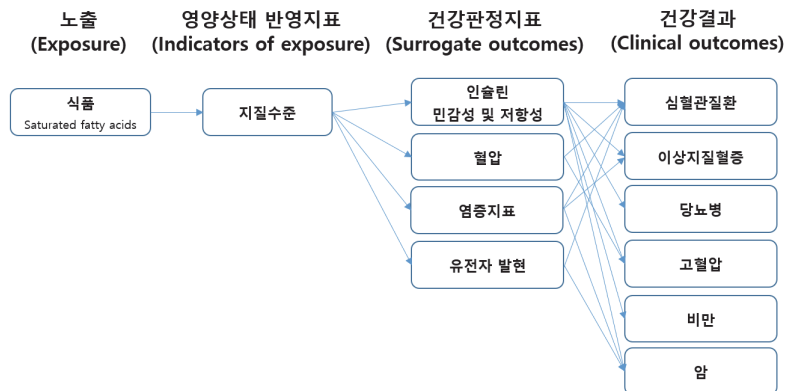 노출
(Exposure)
영양상태 반영지표
(Indicators of exposure)
건강판정지표
(Surrogate outcomes)
건강결과
(Clinical outcomes)
식품
Saturated fatty acids
지질수준
인슐린
민감성 및 저항성
혈압
염증지표
유전자 발현
심혈관질환
이상지질혈증
당뇨병
고혈압
비만
암